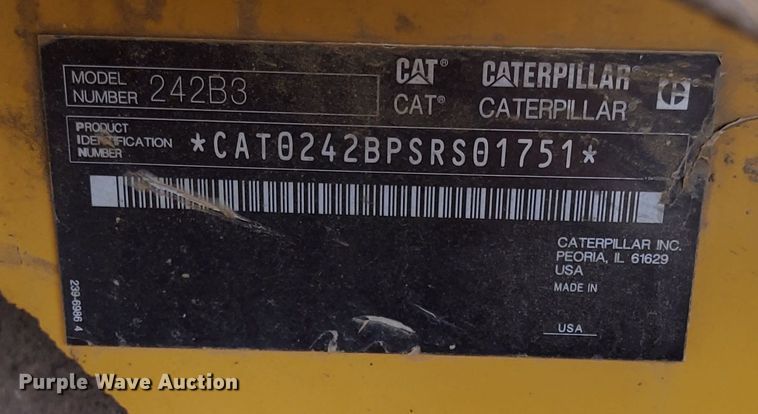 MODEL
NUMBER 242B3
CAT® CATERPILLAR®
CAT® CATERPILLAR®
PRODUCT
IDENTIFICATION
NUMBER
*CAT0242BPSRS01751*
CATERPILLAR INC.
PEORIA, IL 61629
USA
MADE IN
USA
239-6986 4
Purple Wave Auction